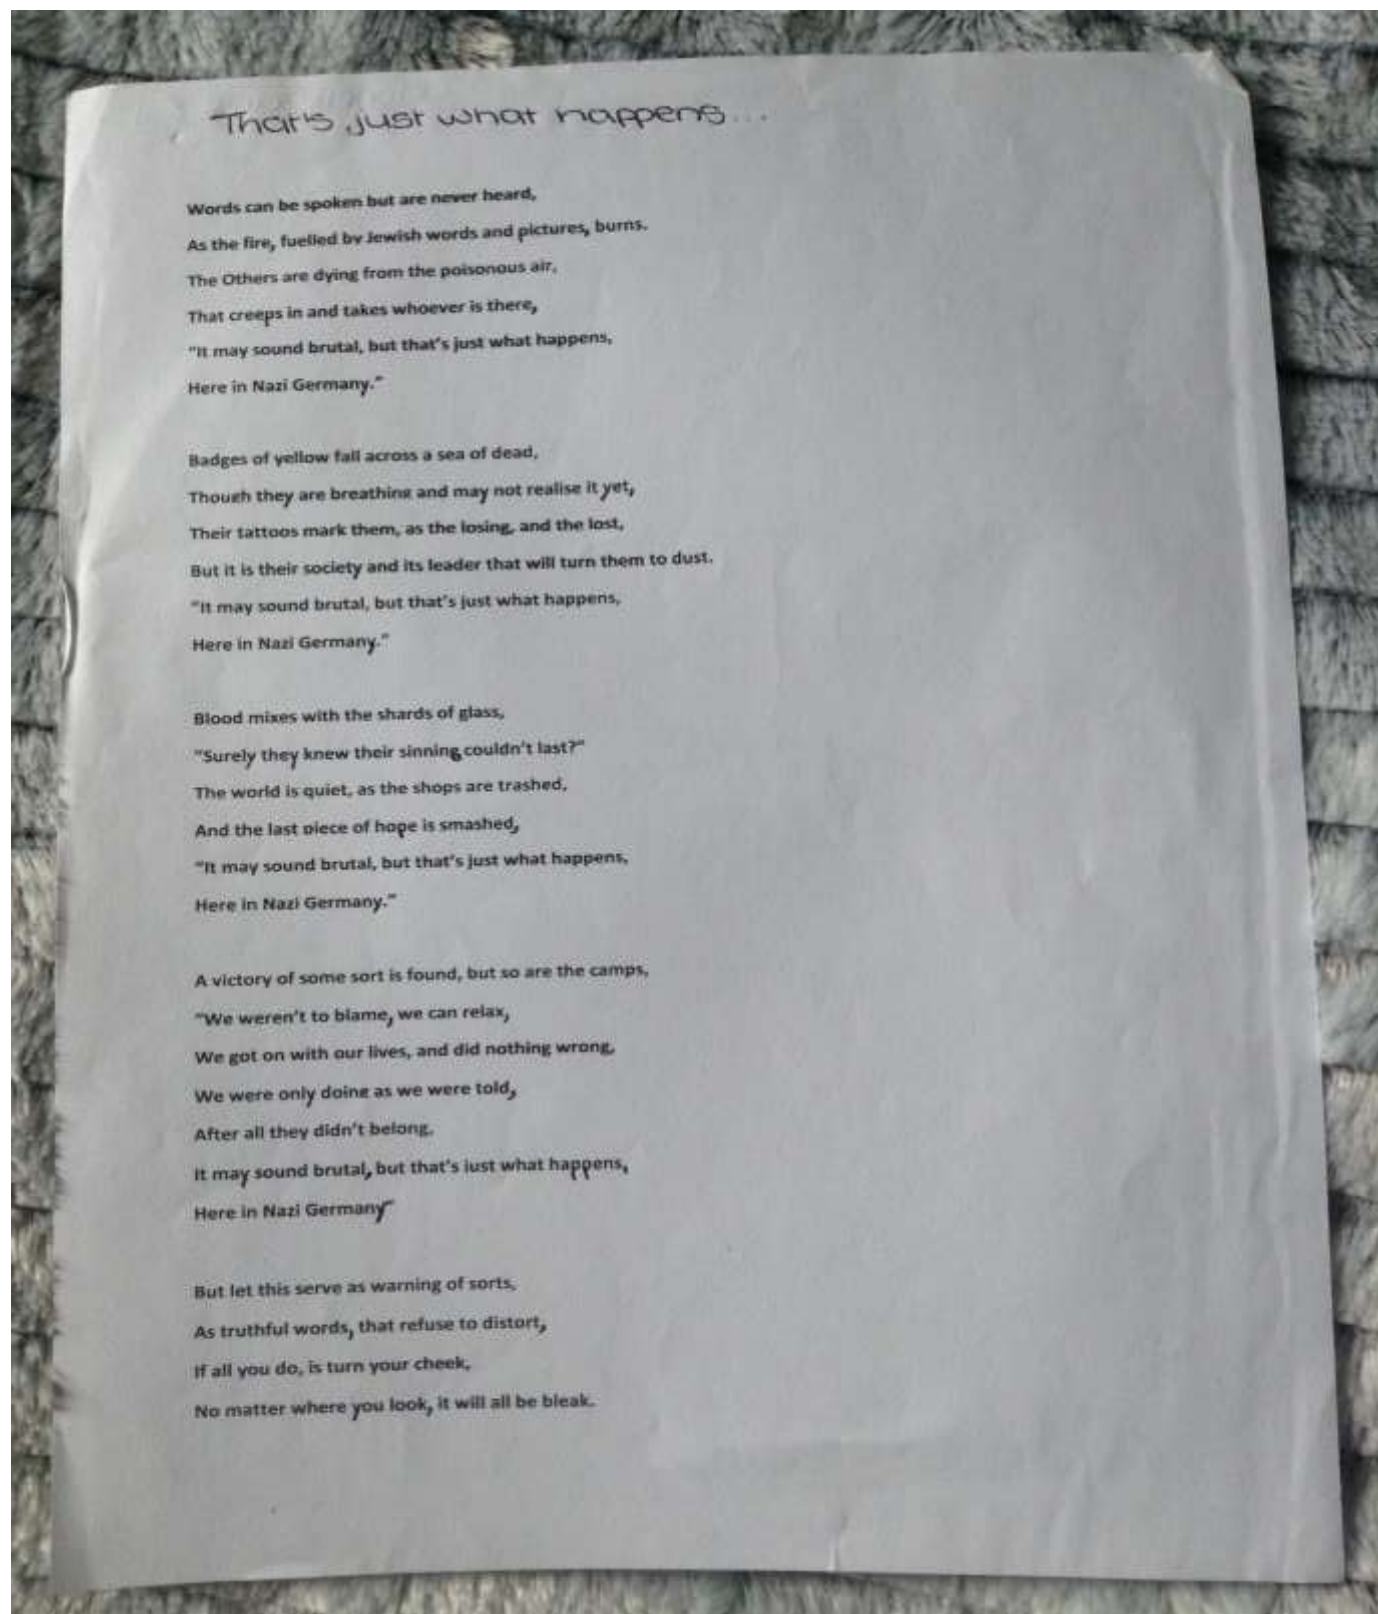 That's just what happens...
Words can be spoken but are never heard,
As the fire, fuelled by Jewish words and pictures, burns.
The Others are dying from the poisonous air,
That creeps in and takes whoever is there,
"It may sound brutal, but that's just what happens,
Here in Nazi Germany."
Badges of yellow fall across a sea of dead,
Though they are breathing and may not realise it yet,
Their tattoos mark them, as the losing, and the lost,
But it is their society and its leader that will turn them to dust.
"It may sound brutal, but that's just what happens,
Here in Nazi Germany."
Blood mixes with the shards of glass,
"Surely they knew their sinning couldn't last?"
The world is quiet, as the shops are trashed,
And the last piece of hope is smashed,
"It may sound brutal, but that's just what happens,
Here in Nazi Germany."
A victory of some sort is found, but so are the camps,
"We weren't to blame, we can relax,
We got on with our lives, and did nothing wrong,
We were only doing as we were told,
After all they didn't belong.
It may sound brutal, but that's just what happens,
Here in Nazi Germany"
But let this serve as warning of sorts,
As truthful words, that refuse to distort,
If all you do, is turn your cheek,
No matter where you look, it will all be bleak.